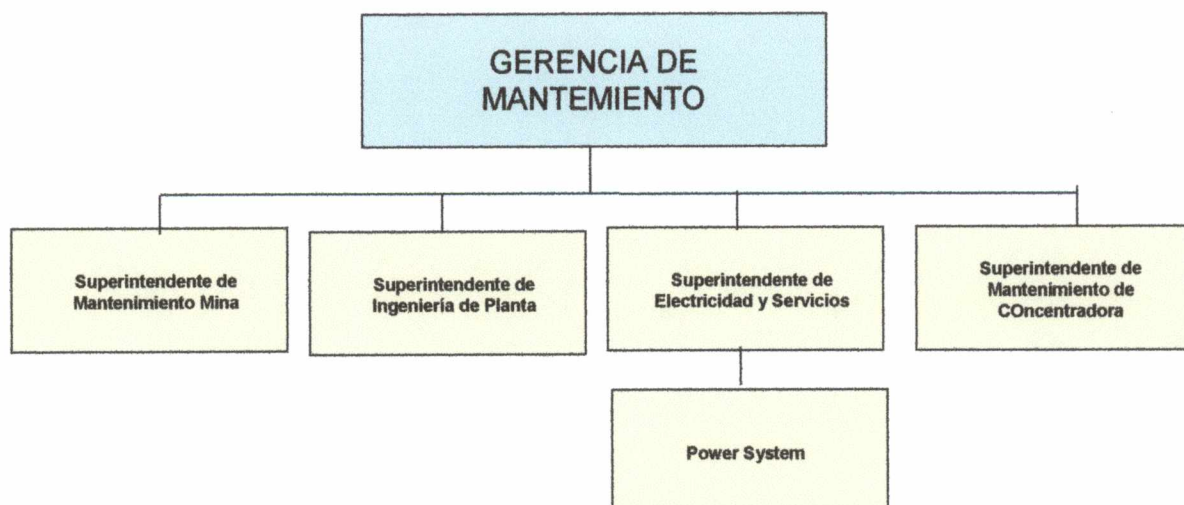 GERENCIA DE
MANTEMIENTO
Superintendente de
Mantenimiento Mina
Superintendente de
Ingeniería de Planta
Superintendente de
Electricidad y Servicios
Superintendente de
Mantenimiento de
COncentradora
Power System